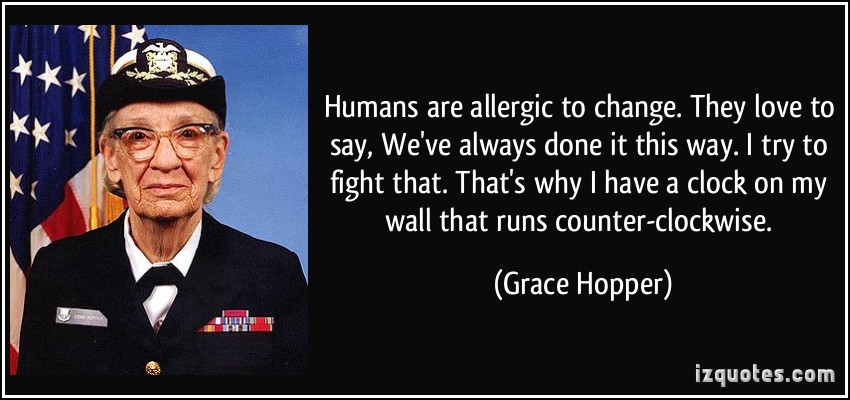 Humans are allergic to change. They love to
say, We've always done it this way. I try to
fight that. That's why I have a clock on my
wall that runs counter-clockwise.
(Grace Hopper)
izquotes.com